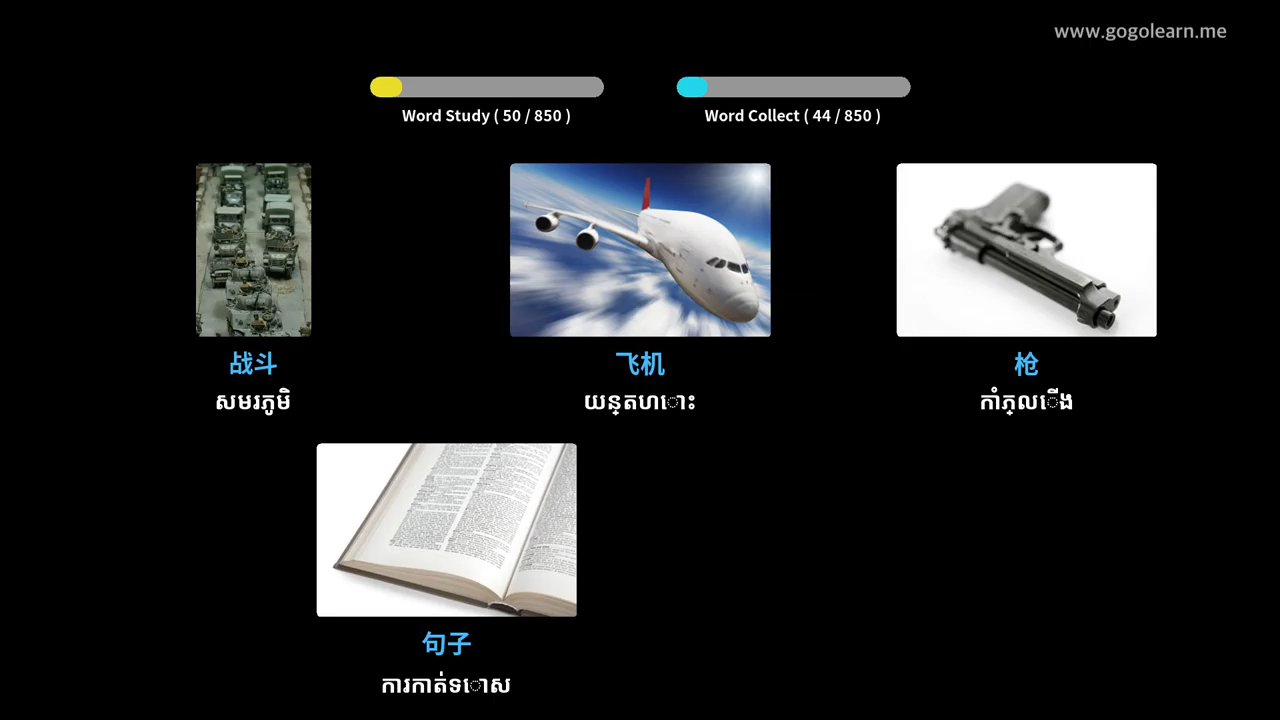 www.gogolearn.me
Word Study ( 50 / 850 )
Word Collect ( 44 / 850 )
战斗
សមរភូមិ
飞机
យន្តហោះ
枪
កាំភ្លើង
句子
ការកាត់ទោស